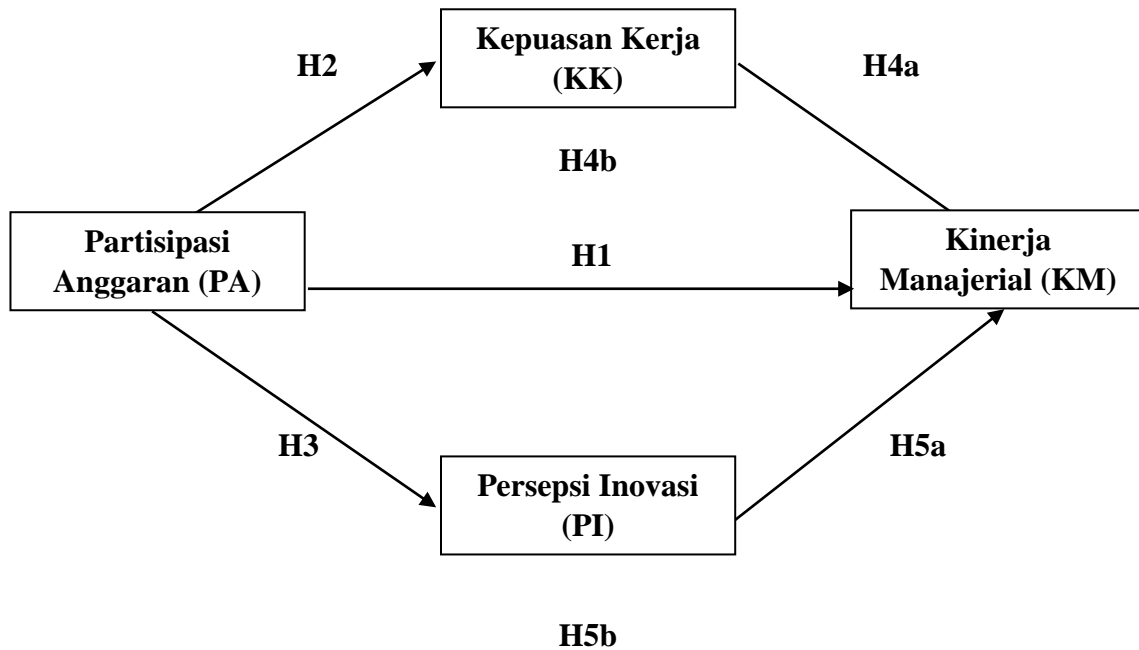 Kepuasan Kerja
(KK)
H2
H4a
H4b
Partisipasi
Anggaran (PA)
H1
Kinerja
Manajerial (KM)
H3
H5a
Persepsi Inovasi
(PI)
H5b